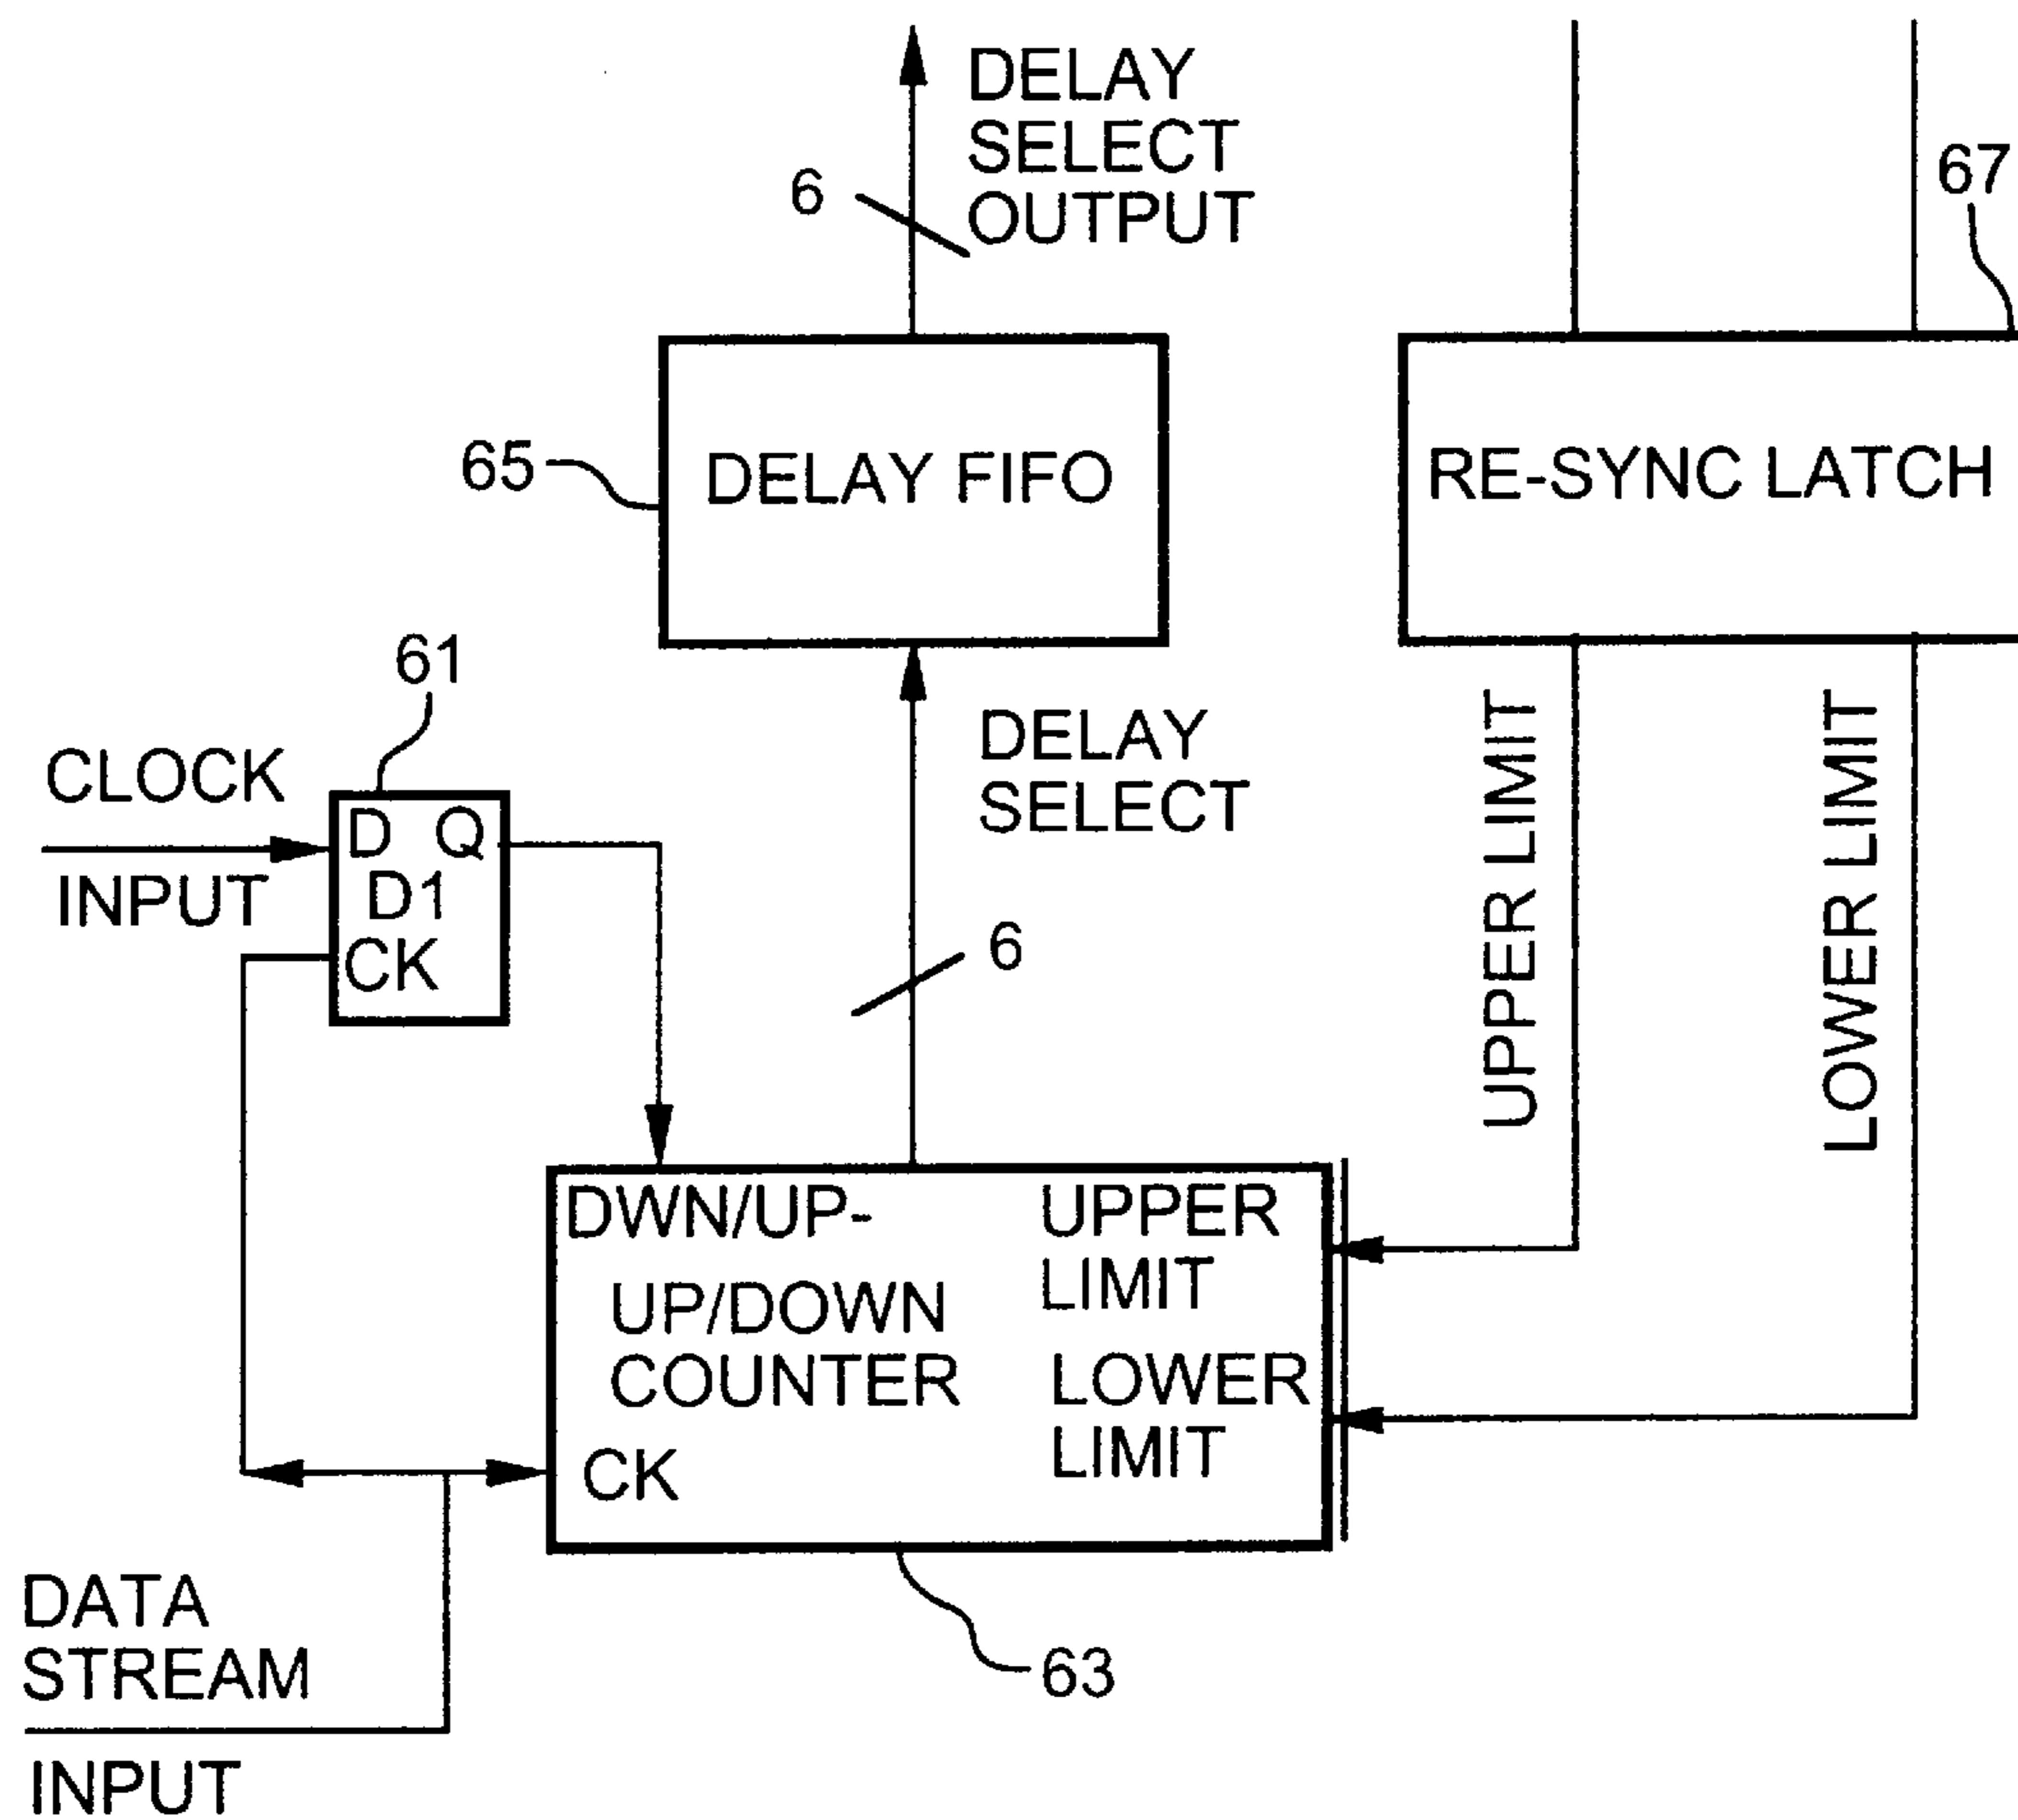 DELAY
SELECT
OUTPUT
6
67
65
DELAY FIFO
RE-SYNC LATCH
61
CLOCK
INPUT
D Q
D1
CK
DELAY
SELECT
6
UPPER LIMIT
LOWER LIMIT
DWN/UP-
UP/DOWN
COUNTER
CK
UPPER
LIMIT
LOWER
LIMIT
DATA
STREAM
INPUT
63